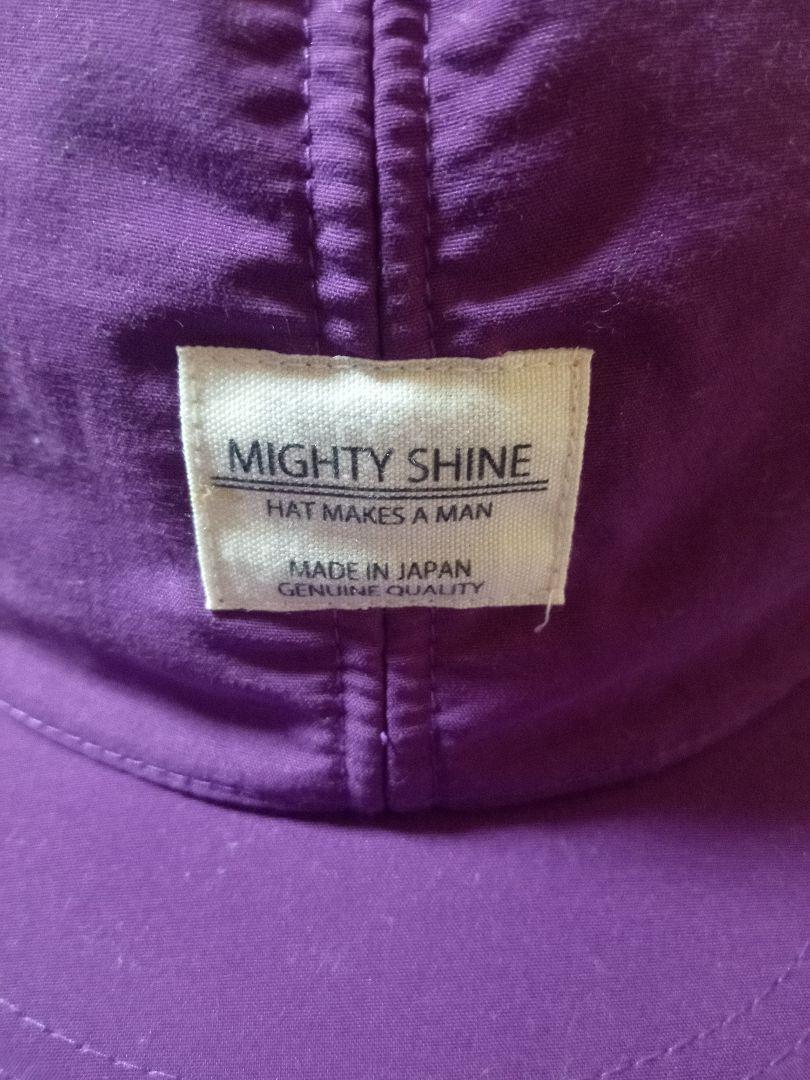 MIGHTY SHINE
HAT MAKES A MAN
MADE IN JAPAN
GENUINE QUALITY